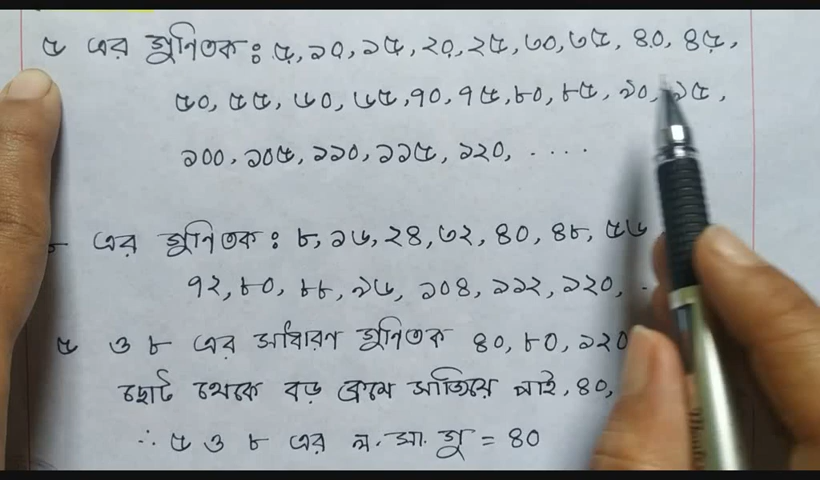 ৫ এর গুনিতক: ৫, ১০, ১৫, ২০, ২৫, ৩০, ৩৫, ৪০, ৪৫,
৫০, ৫৫, ৬০, ৬৫, ৭০, ৭৫, ৮০, ৮৫, ৯০, ৯৫,
১০০, ১০৫, ১১০, ১১৫, ১২০, ....
৮ এর গুনিতক: ৮, ১৬, ২৪, ৩২, ৪০, ৪৮, ৫৬
৭২, ৮০, ৮৮, ৯৬, ১০৪, ১১২, ১২০, .
৫ ও ৮ এর সাধারণ গুনিতক ৪০, ৮০, ১২০
ছোট থেকে বড় ক্রমে সাজিয়ে পাই, ৪০,
∴ ৫ ও ৮ এর ল. সা. গু = ৪০